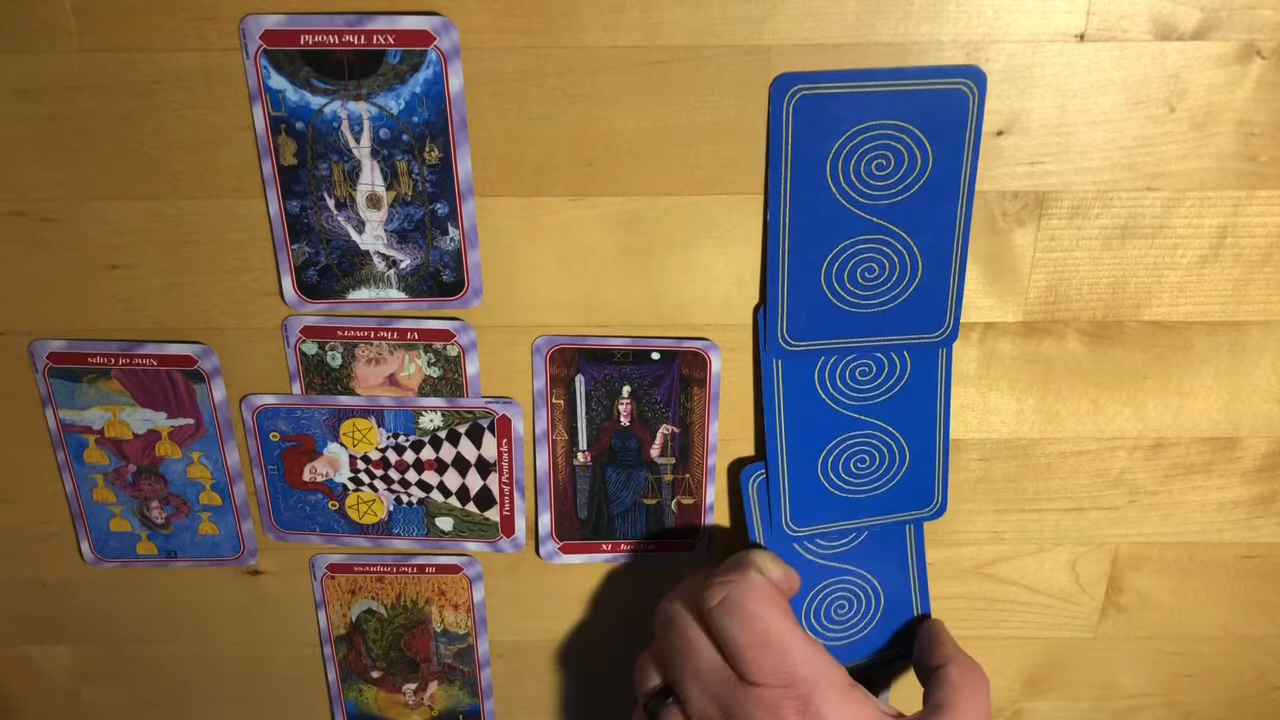 XXI The World
VI The Lovers
Nine of Cups
Two of Pentacles
XI Justice
III The Empress